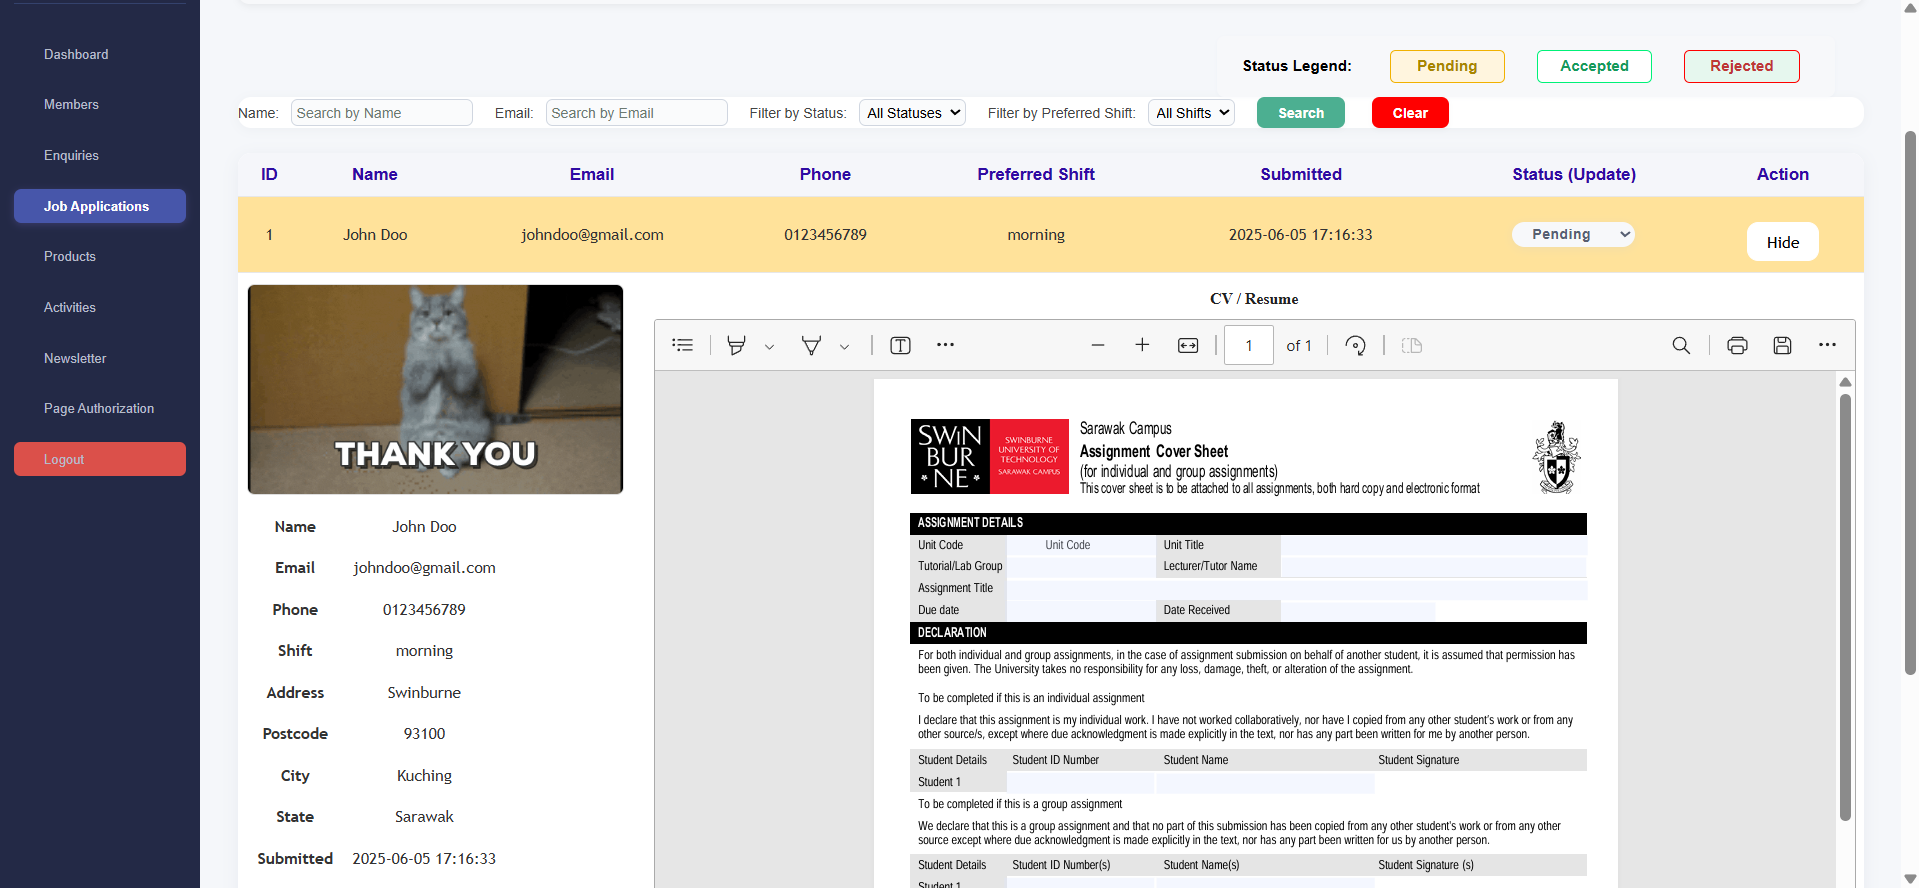 Dashboard
Members
Enquiries
Job Applications
Products
Activities
Newsletter
Page Authorization
Logout
Status Legend: Pending Accepted Rejected
Name: Search by Name Email: Search by Email Filter by Status: All Statuses Filter by Preferred Shift: All Shifts Search Clear
ID Name Email Phone Preferred Shift Submitted Status (Update) Action
1 John Doo johndoo@gmail.com 0123456789 morning 2025-06-05 17:16:33 Pending Hide
THANK YOU
Name John Doo
Email johndoo@gmail.com
Phone 0123456789
Shift morning
Address Swinburne
Postcode 93100
City Kuching
State Sarawak
Submitted 2025-06-05 17:16:33
CV / Resume
1 of 1
SWIN
BUR
NE
SWINBURNE
UNIVERSITY OF
TECHNOLOGY
SARAWAK CAMPUS
Sarawak Campus
Assignment Cover Sheet
(for individual and group assignments)
This cover sheet is to be attached to all assignments, both hard copy and electronic format
ASSIGNMENT DETAILS
Unit Code Unit Code Unit Title
Tutorial/Lab Group Lecturer/Tutor Name
Assignment Title
Due date Date Received
DECLARATION
For both individual and group assignments, in the case of assignment submission on behalf of another student, it is assumed that permission has
been given. The University takes no responsibility for any loss, damage, theft, or alteration of the assignment.
To be completed if this is an individual assignment
I declare that this assignment is my individual work. I have not worked collaboratively, nor have I copied from any other student's work or from any
other source/s, except where due acknowledgment is made explicitly in the text, nor has any part been written for me by another person.
Student Details Student ID Number Student Name Student Signature
Student 1
To be completed if this is a group assignment
We declare that this is a group assignment and that no part of this submission has been copied from any other student's work or from any other
source except where due acknowledgment is made explicitly in the text, nor has any part been written for us by another person.
Student Details Student ID Number(s) Student Name(s) Student Signature (s)
Student 1